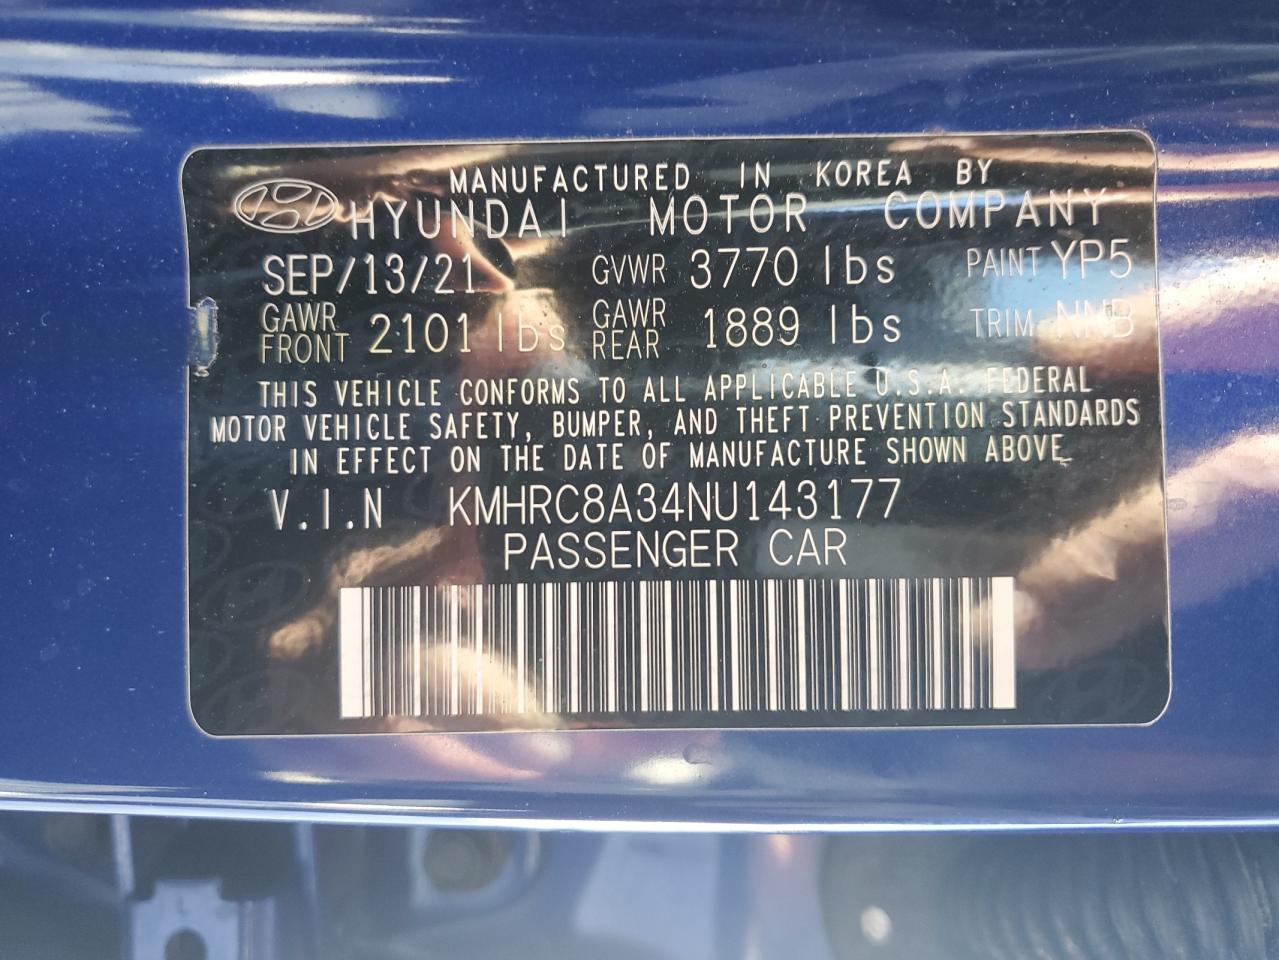 MANUFACTURED IN KOREA BY
HYUNDAI MOTOR COMPANY
SEP/13/21 GVWR 3770 lbs PAINT YP5
GAWR FRONT 2101 lbs GAWR REAR 1889 lbs TRIM NNB
THIS VEHICLE CONFORMS TO ALL APPLICABLE U.S.A. FEDERAL
MOTOR VEHICLE SAFETY, BUMPER, AND THEFT PREVENTION STANDARDS
IN EFFECT ON THE DATE OF MANUFACTURE SHOWN ABOVE
V.I.N KMHRC8A34NU143177
PASSENGER CAR